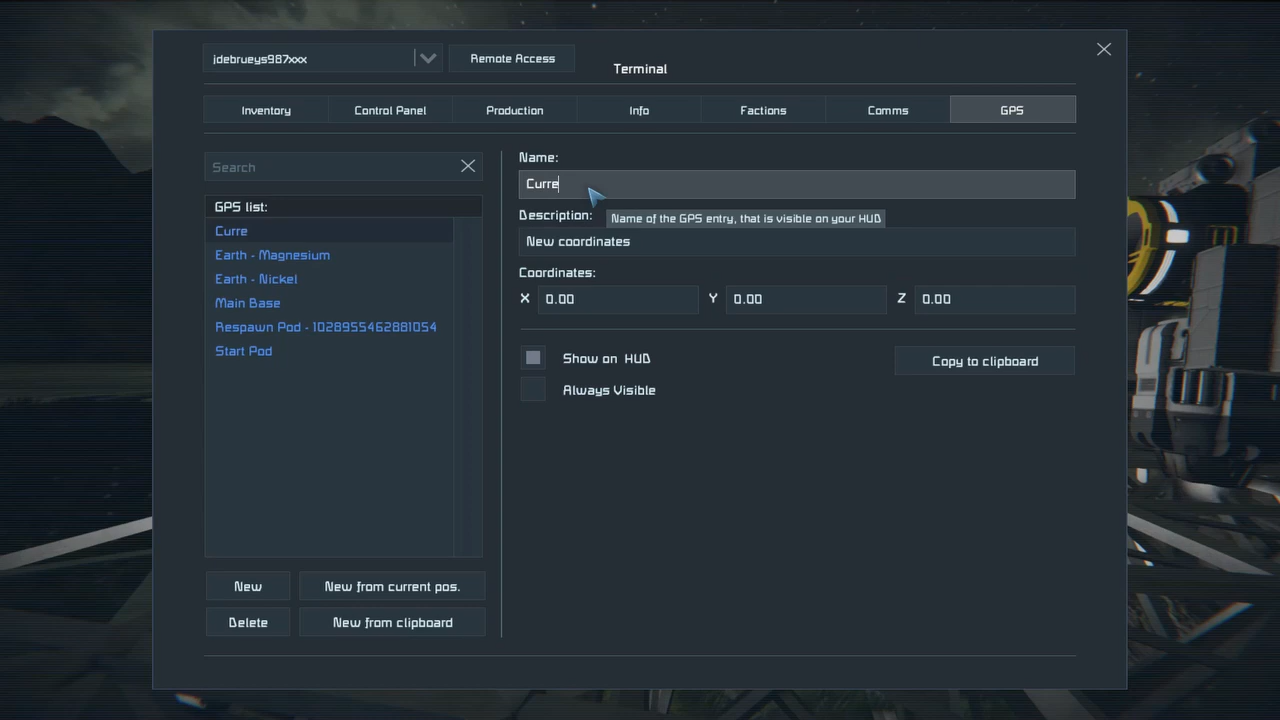 jdebrueys987xxx
Remote Access
Terminal
Inventory
Control Panel
Production
Info
Factions
Comms
GPS
Search
GPS list:
Curre
Earth - Magnesium
Earth - Nickel
Main Base
Respawn Pod - 1028955462881054
Start Pod
New
New from current pos.
Delete
New from clipboard
Name:
Curre
Description:
Name of the GPS entry, that is visible on your HUD
New coordinates
Coordinates:
X 0.00 Y 0.00 Z 0.00
Show on HUD
Copy to clipboard
Always Visible